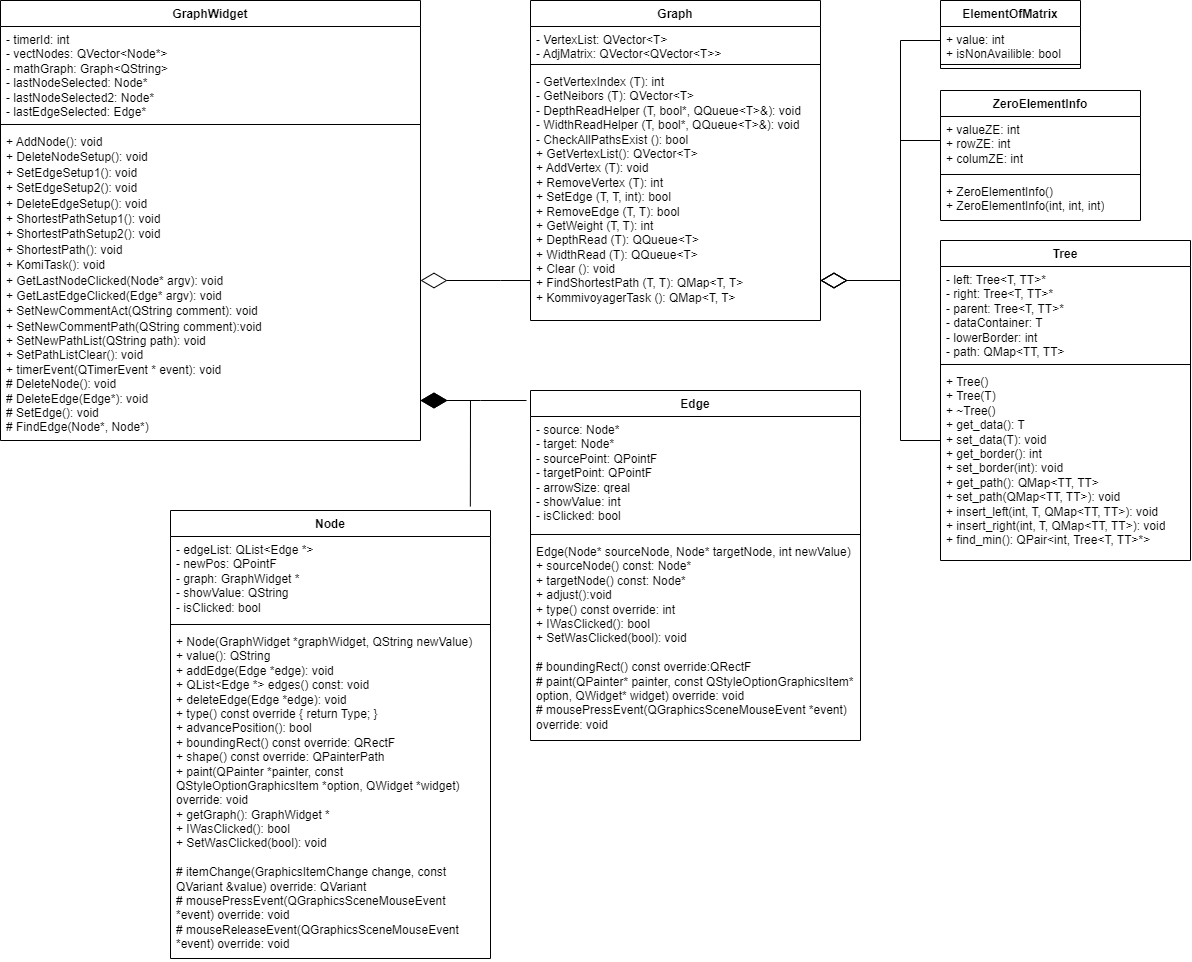 GraphWidget
- timerId: int
- vectNodes: QVector<Node*>
- mathGraph: Graph<QString>
- lastNodeSelected: Node*
- lastNodeSelected2: Node*
- lastEdgeSelected: Edge*
+ AddNode(): void
+ DeleteNodeSetup(): void
+ SetEdgeSetup1(): void
+ SetEdgeSetup2(): void
+ DeleteEdgeSetup(): void
+ ShortestPathSetup1(): void
+ ShortestPathSetup2(): void
+ ShortestPath(): void
+ KomiTask(): void
+ GetLastNodeClicked(Node* argv): void
+ GetLastEdgeClicked(Edge* argv): void
+ SetNewCommentAct(QString comment): void
+ SetNewCommentPath(QString comment):void
+ SetNewPathList(QString path): void
+ SetPathListClear(): void
+ timerEvent(QTimerEvent * event): void
# DeleteNode(): void
# DeleteEdge(Edge*): void
# SetEdge(): void
# FindEdge(Node*, Node*)
Graph
- VertexList: QVector<T>
- AdjMatrix: QVector<QVector<T>>
- GetVertexIndex (T): int
- GetNeibors (T): QVector<T>
- DepthReadHelper (T, bool*, QQueue<T>&): void
- WidthReadHelper (T, bool*, QQueue<T>&): void
- CheckAllPathsExist (): bool
+ GetVertexList(): QVector<T>
+ AddVertex (T): void
+ RemoveVertex (T): int
+ SetEdge (T, T, int): bool
+ RemoveEdge (T, T): bool
+ GetWeight (T, T): int
+ DepthRead (T): QQueue<T>
+ WidthRead (T): QQueue<T>
+ Clear (): void
+ FindShortestPath (T, T): QMap<T, T>
+ KommivoyagerTask (): QMap<T, T>
ElementOfMatrix
+ value: int
+ isNonAvailible: bool
ZeroElementInfo
+ valueZE: int
+ rowZE: int
+ columZE: int
+ ZeroElementInfo()
+ ZeroElementInfo(int, int, int)
Tree
- left: Tree<T, TT>*
- right: Tree<T, TT>*
- parent: Tree<T, TT>*
- dataContainer: T
- lowerBorder: int
- path: QMap<TT, TT>
+ Tree()
+ Tree(T)
+ ~Tree()
+ get_data(): T
+ set_data(T): void
+ get_border(): int
+ set_border(int): void
+ get_path(): QMap<TT, TT>
+ set_path(QMap<TT, TT>): void
+ insert_left(int, T, QMap<TT, TT>): void
+ insert_right(int, T, QMap<TT, TT>): void
+ find_min(): QPair<int, Tree<T, TT>*>
Edge
- source: Node*
- target: Node*
- sourcePoint: QPointF
- targetPoint: QPointF
- arrowSize: qreal
- showValue: int
- isClicked: bool
Edge(Node* sourceNode, Node* targetNode, int newValue)
+ sourceNode() const: Node*
+ targetNode() const: Node*
+ adjust():void
+ type() const override: int
+ IWasClicked(): bool
+ SetWasClicked(bool): void
# boundingRect() const override:QRectF
# paint(QPainter* painter, const QStyleOptionGraphicsItem*
option, QWidget* widget) override: void
# mousePressEvent(QGraphicsSceneMouseEvent *event)
override: void
Node
- edgeList: QList<Edge *>
- newPos: QPointF
- graph: GraphWidget *
- showValue: QString
- isClicked: bool
+ Node(GraphWidget *graphWidget, QString newValue)
+ value(): QString
+ addEdge(Edge *edge): void
+ QList<Edge *> edges() const: void
+ deleteEdge(Edge *edge): void
+ type() const override { return Type; }
+ advancePosition(): bool
+ boundingRect() const override: QRectF
+ shape() const override: QPainterPath
+ paint(QPainter *painter, const
QStyleOptionGraphicsItem *option, QWidget *widget)
override: void
+ getGraph(): GraphWidget *
+ IWasClicked(): bool
+ SetWasClicked(bool): void
# itemChange(GraphicsItemChange change, const
QVariant &value) override: QVariant
# mousePressEvent(QGraphicsSceneMouseEvent
*event) override: void
# mouseReleaseEvent(QGraphicsSceneMouseEvent
*event) override: void